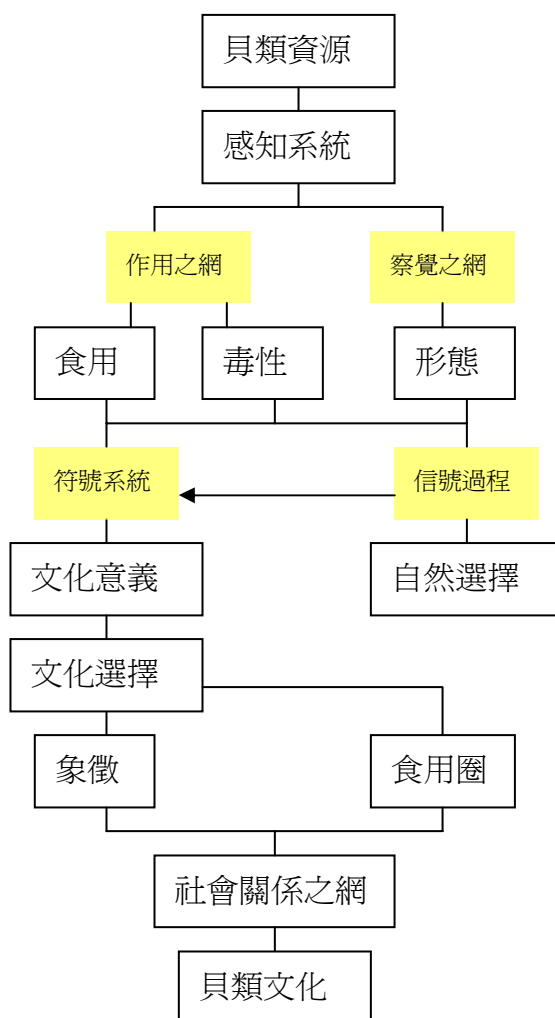 貝類資源
感知系統
作用之網
察覺之網
食用
毒性
形態
符號系統
信號過程
文化意義
自然選擇
文化選擇
象徵
食用圈
社會關係之網
貝類文化